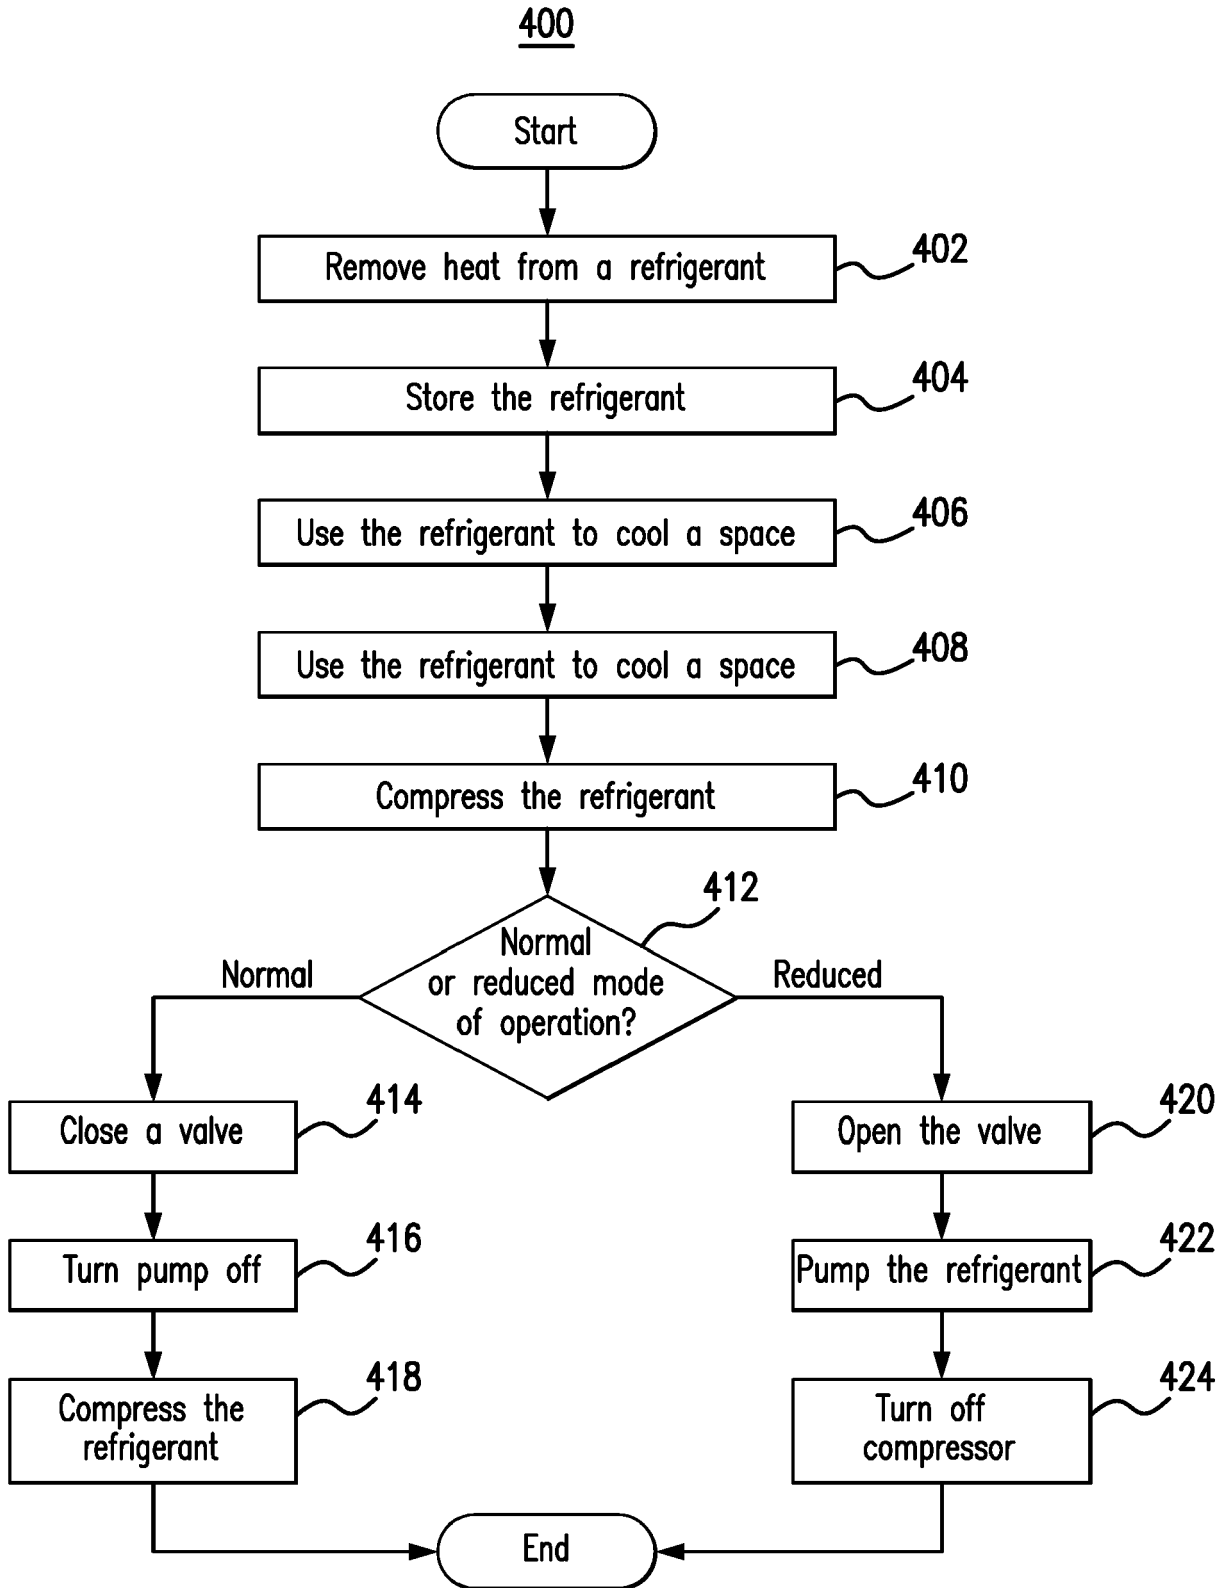 400
Start
Remove heat from a refrigerant
402
Store the refrigerant
404
Use the refrigerant to cool a space
406
Use the refrigerant to cool a space
408
Compress the refrigerant
410
412
Normal
or reduced mode
of operation?
Normal
Reduced
Close a valve
414
Turn pump off
416
Compress the
refrigerant
418
Open the valve
420
Pump the refrigerant
422
Turn off
compressor
424
End